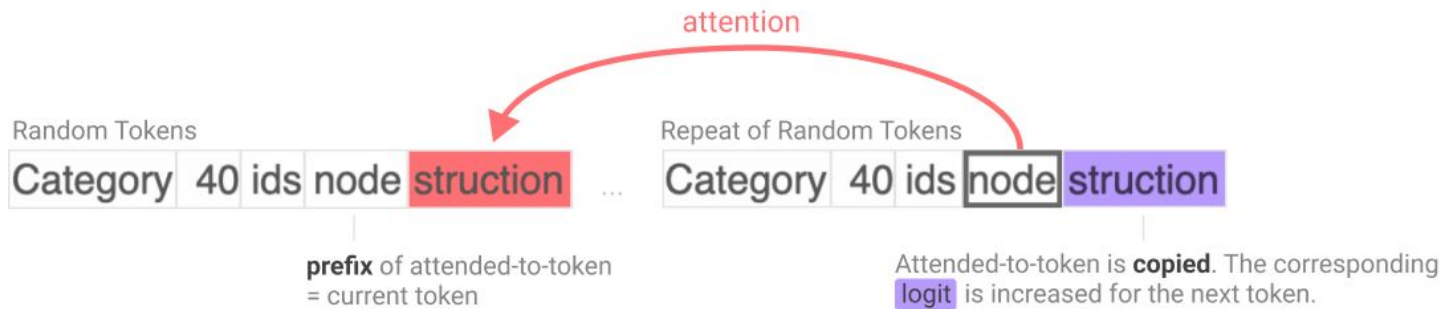 attention
Random Tokens
Repeat of Random Tokens
Category 40 ids node struction ... Category 40 ids node struction
prefix of attended-to-token
= current token
Attended-to-token is copied. The corresponding
logit is increased for the next token.